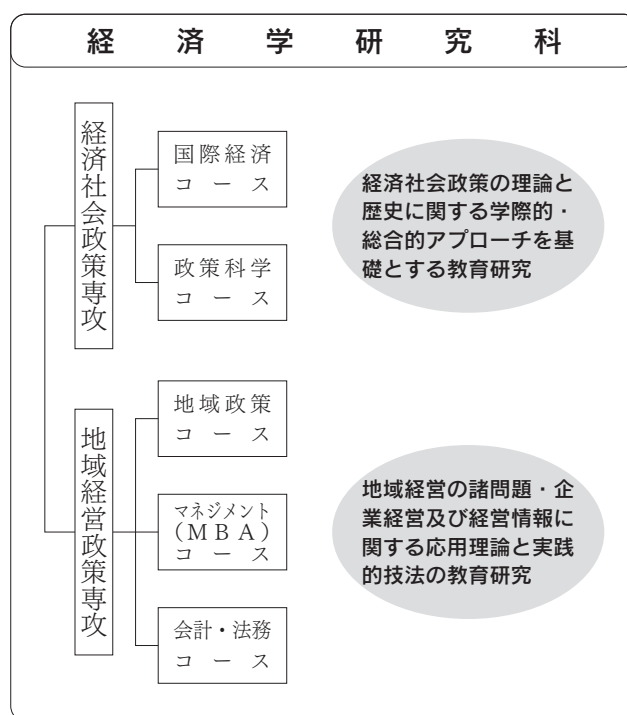 経済学研究科
経済社会政策専攻
国際経済
コース
政策科学
コース
経済社会政策の理論と
歴史に関する学際的・
総合的アプローチを基
礎とする教育研究
地域経営政策専攻
地域政策
コース
マネジメント
(MBA)
コース
会計・法務
コース
地域経営の諸問題・企
業経営及び経営情報に
関する応用理論と実践
的技法の教育研究